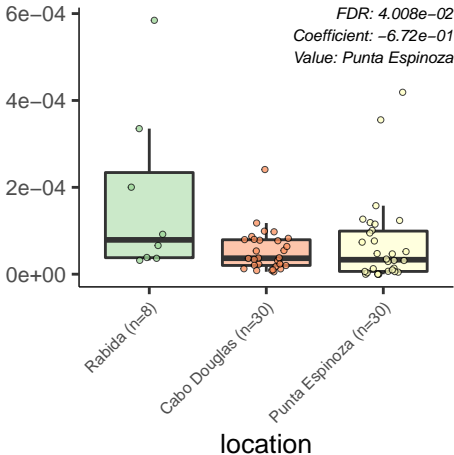 FDR: 4.008e−02
Coefficient: −6.72e−01
Value: Punta Espinoza
6e−04
4e−04
2e−04
0e+00
Rabida (n=8)
Cabo Douglas (n=30)
Punta Espinoza (n=30)
location